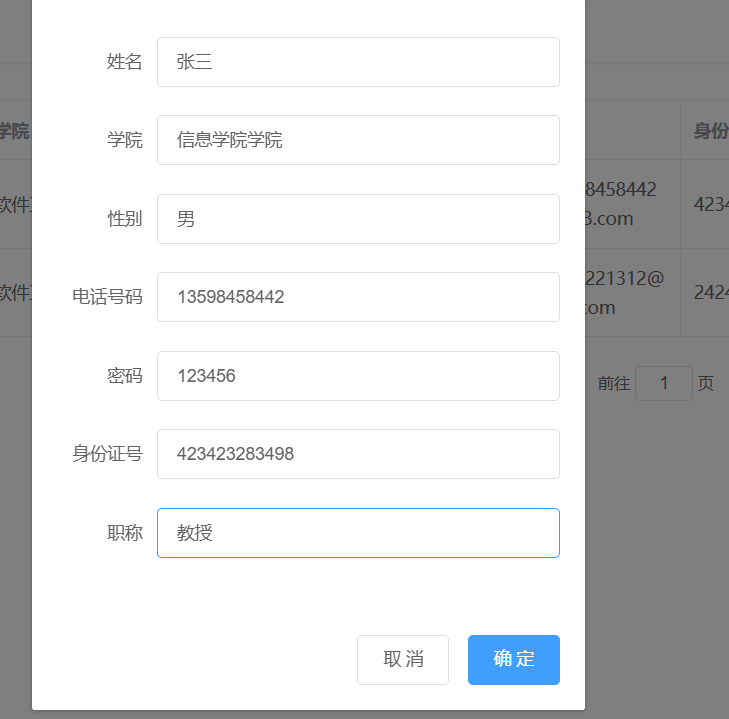 姓名 张三
学院 信息学院学院
性别 男
电话号码 13598458442
密码 123456
身份证号 423423283498
职称 教授
取消 确定
学院
身份
软件
8458442
3.com
4234
软件
221312@
.com
2424
前往 1 页